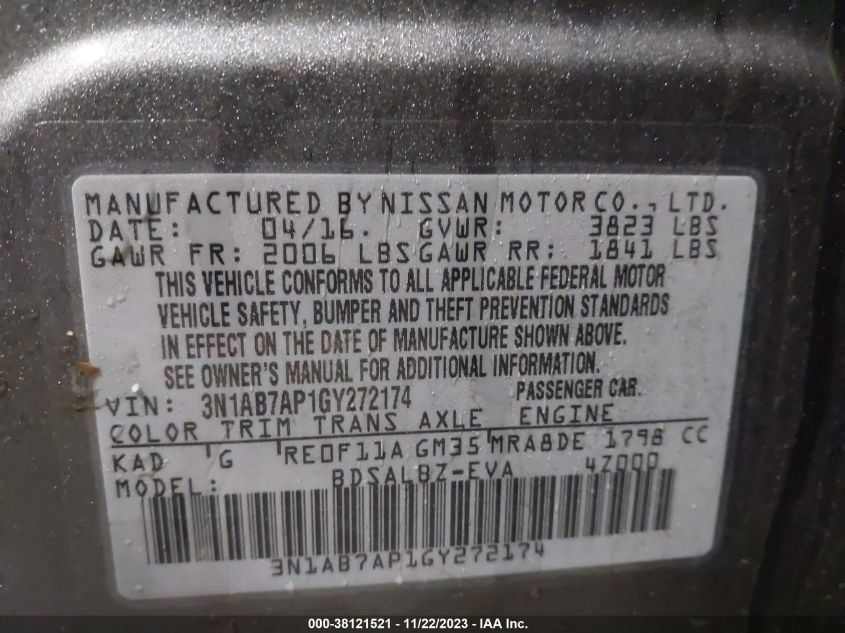 MANUFACTURED BY NISSAN MOTOR CO., LTD.
DATE: 04/16. GVWR: 3823 LBS
GAWR FR: 2006 LBS GAWR RR: 1841 LBS
THIS VEHICLE CONFORMS TO ALL APPLICABLE FEDERAL MOTOR
VEHICLE SAFETY, BUMPER AND THEFT PREVENTION STANDARDS
IN EFFECT ON THE DATE OF MANUFACTURE SHOWN ABOVE.
SEE OWNER'S MANUAL FOR ADDITIONAL INFORMATION.
VIN: 3N1AB7AP1GY272174 PASSENGER CAR.
COLOR TRIM TRANS AXLE ENGINE
KAD G RE0F11A GM35 MRA8DE 1798 CC
MODEL: BDSALBZ-EVA 4Z000
3N1AB7AP1GY272174
000-38121521 - 11/22/2023 - IAA Inc.